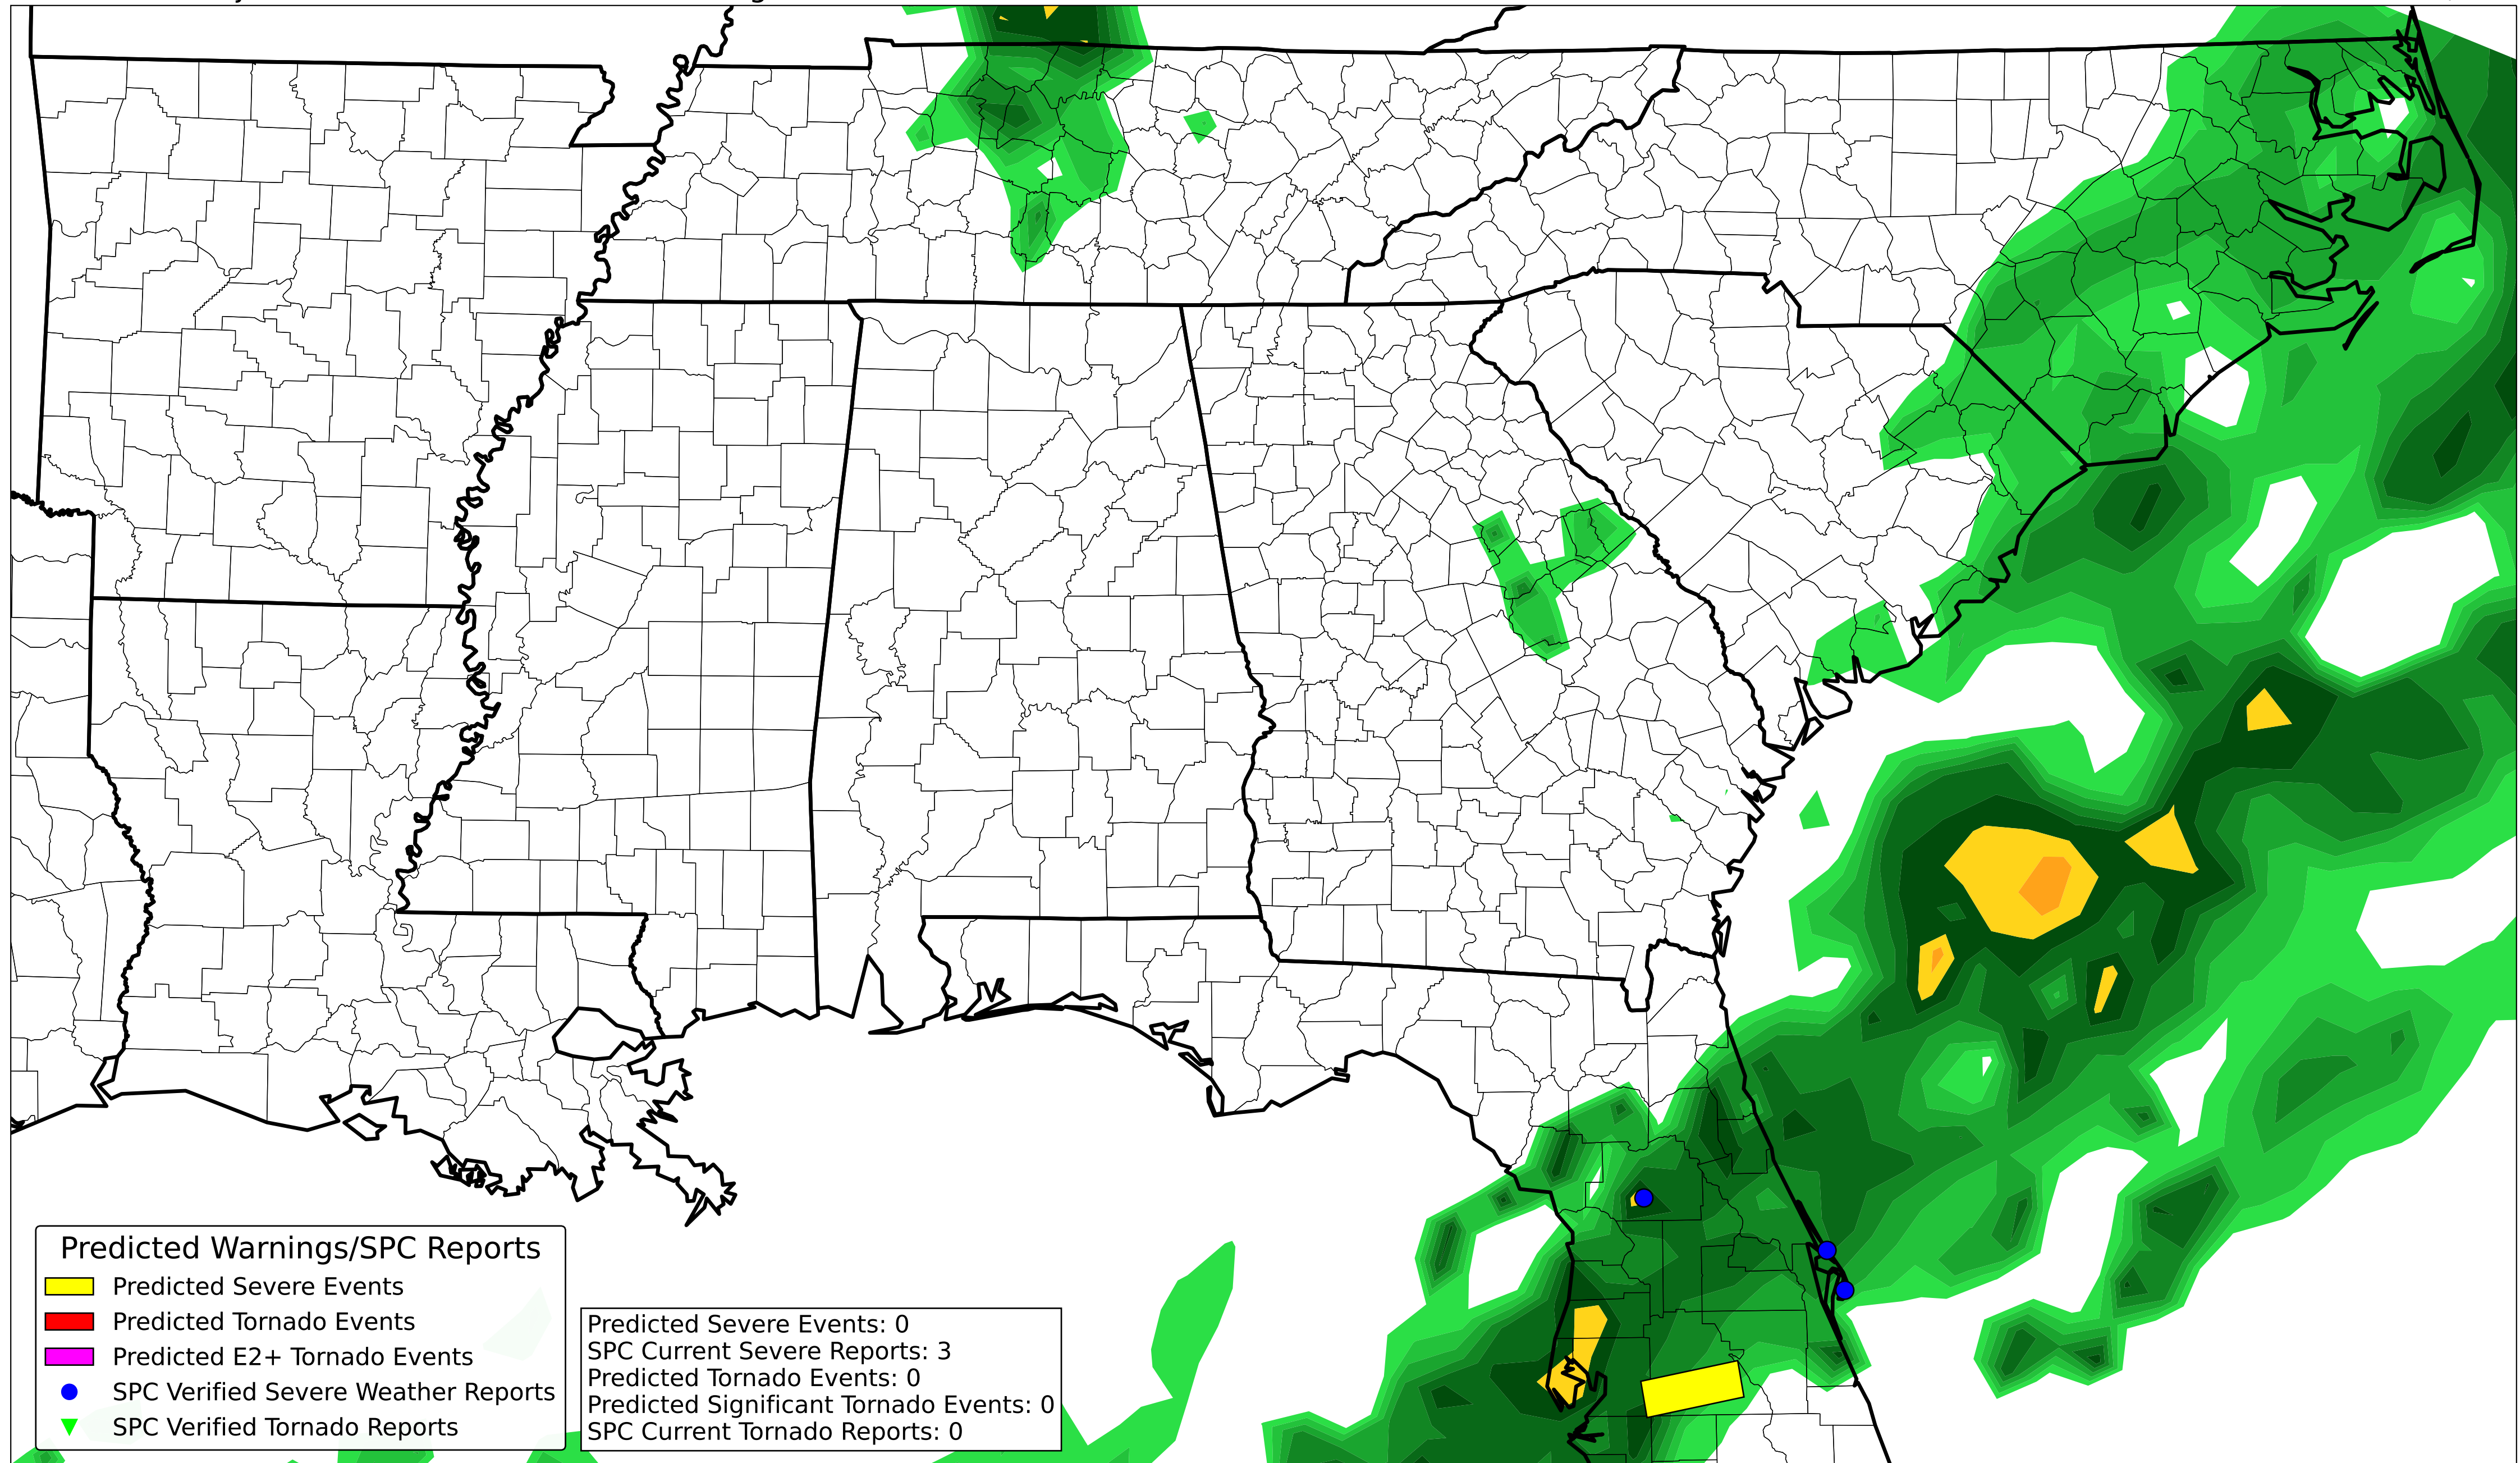 Predicted Warnings/SPC Reports
Predicted Severe Events
Predicted Tornado Events
Predicted E2+ Tornado Events
SPC Verified Severe Weather Reports
SPC Verified Tornado Reports
Predicted Severe Events: 0
SPC Current Severe Reports: 3
Predicted Tornado Events: 0
Predicted Significant Tornado Events: 0
SPC Current Tornado Reports: 0